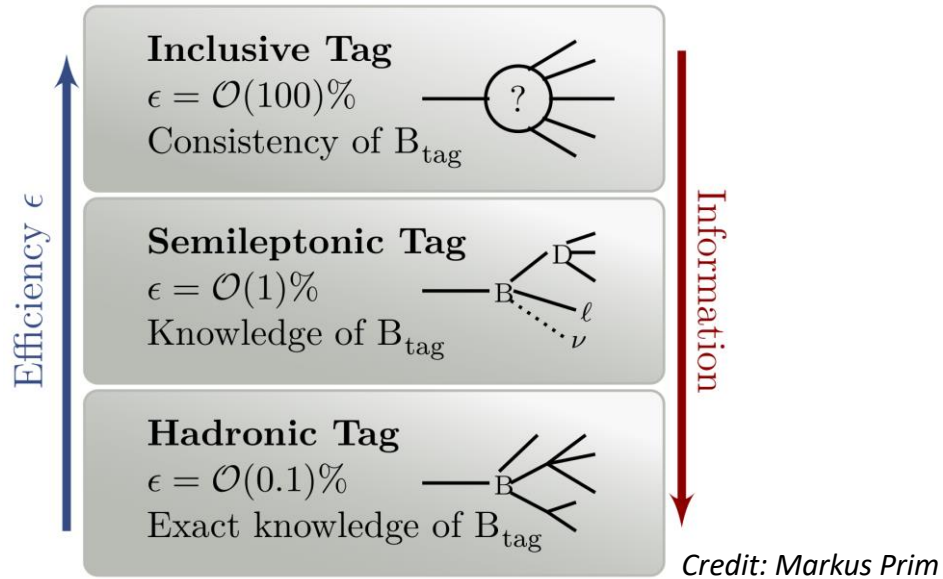 Inclusive Tag
ϵ = O(100)%
Consistency of B_tag
?
Semileptonic Tag
ϵ = O(1)%
Knowledge of B_tag
D
B
ℓ
ν
Hadronic Tag
ϵ = O(0.1)%
Exact knowledge of B_tag
B
Efficiency ϵ
Information
Credit: Markus Prim